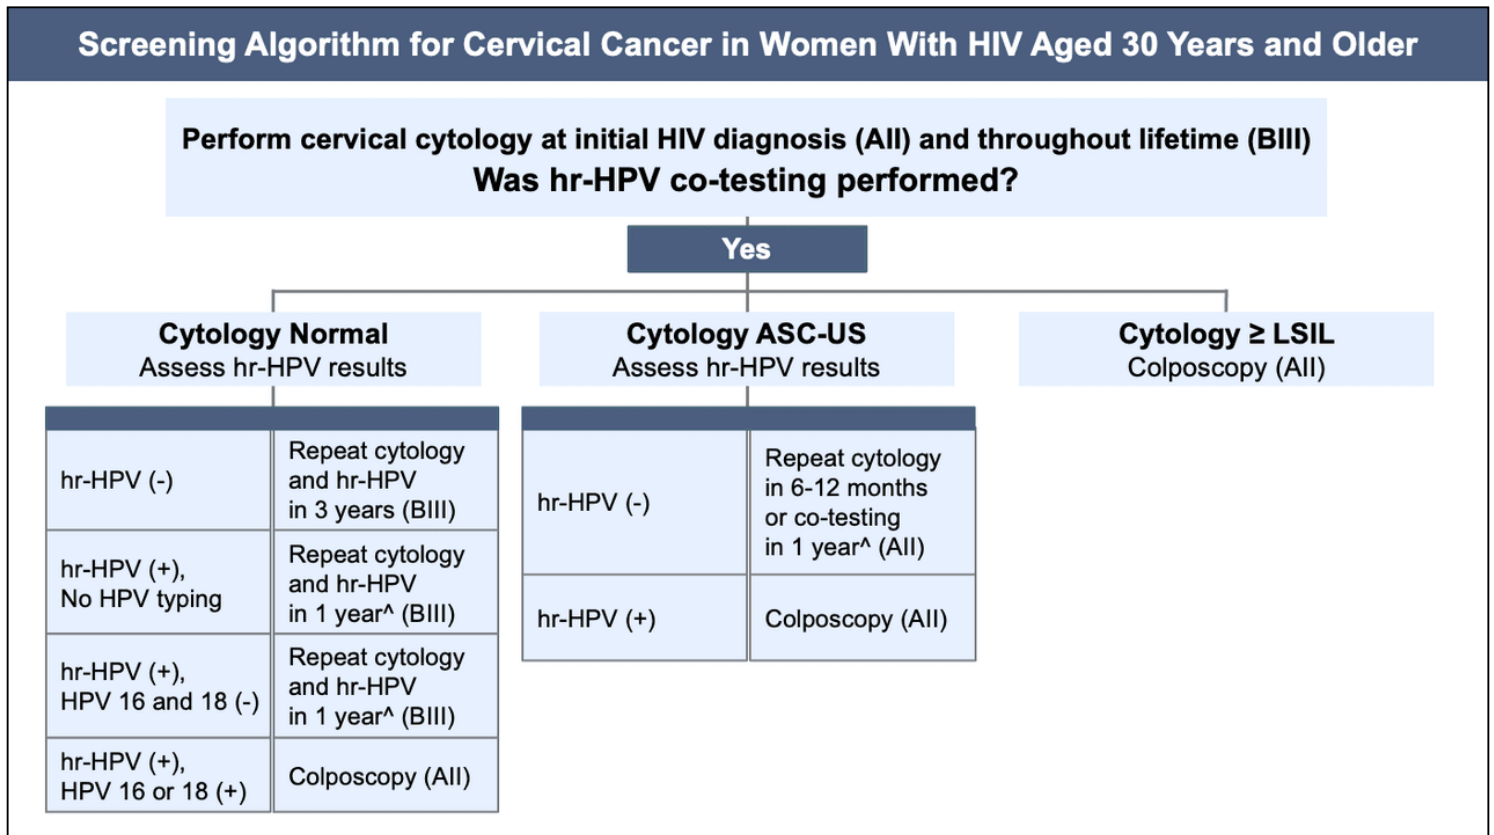 Screening Algorithm for Cervical Cancer in Women With HIV Aged 30 Years and Older
Perform cervical cytology at initial HIV diagnosis (AII) and throughout lifetime (BIII)
Was hr-HPV co-testing performed?
Yes
Cytology Normal
Assess hr-HPV results
hr-HPV (-)
Repeat cytology
and hr-HPV
in 3 years (BIII)
hr-HPV (+),
No HPV typing
Repeat cytology
and hr-HPV
in 1 year^ (BIII)
hr-HPV (+),
HPV 16 and 18 (-)
Repeat cytology
and hr-HPV
in 1 year^ (BIII)
hr-HPV (+),
HPV 16 or 18 (+)
Colposcopy (AII)
Cytology ASC-US
Assess hr-HPV results
hr-HPV (-)
Repeat cytology
in 6-12 months
or co-testing
in 1 year^ (AII)
hr-HPV (+)
Colposcopy (AII)
Cytology ≥ LSIL
Colposcopy (AII)